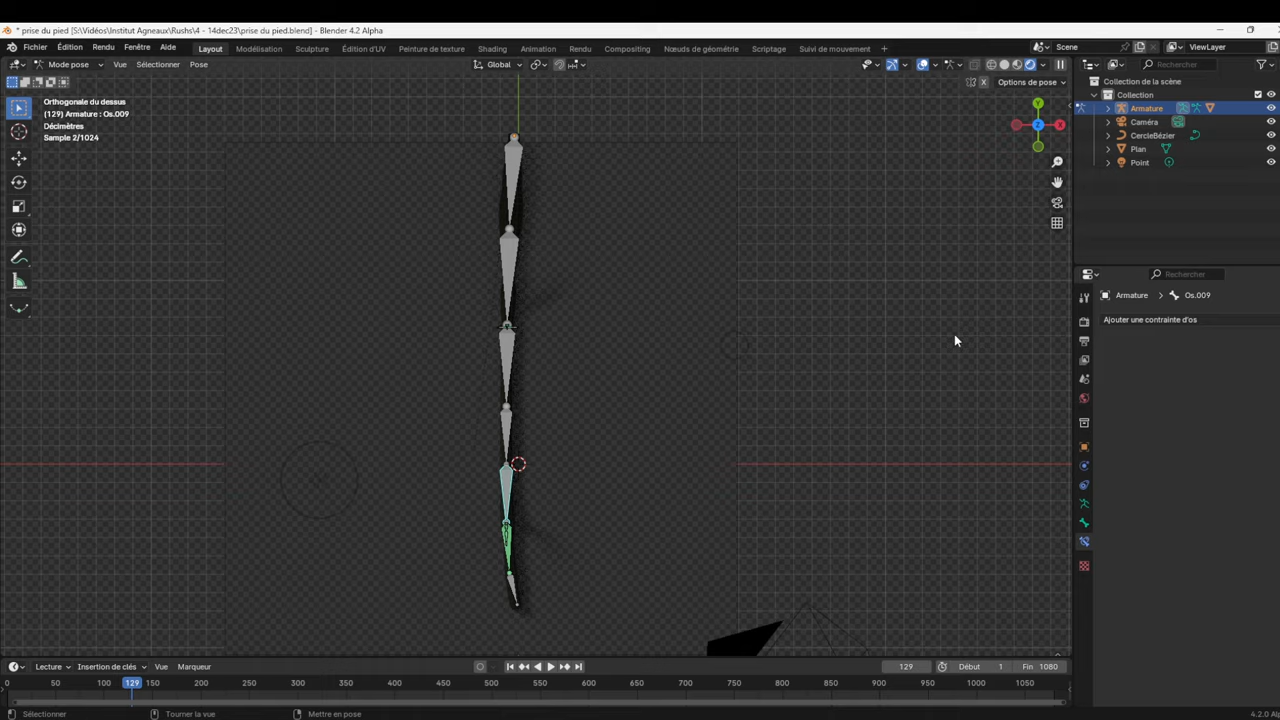 * prise du pied [S:\Vidéos\Institut Agneaux\Rushs\4 - 14dec23\prise du pied.blend] - Blender 4.2 Alpha
Fichier Édition Rendu Fenêtre Aide Layout Modélisation Sculpture Édition d'UV Peinture de texture Shading Animation Rendu Compositing Nœuds de géométrie Scriptage Suivi de mouvement + Scene ViewLayer
Mode pose Vue Sélectionner Pose Global Rechercher
X Options de pose
Collection de la scène
Collection
Armature
Caméra
CercleBézier
Plan
Point
Orthogonale du dessus
(129) Armature : Os.009
Décimètres
Sample 2/1024
Y
Z X
Rechercher
Armature > Os.009
Ajouter une contrainte d'os
Lecture Insertion de clés Vue Marqueur 129 Début 1 Fin 1080
0 50 100 129 150 200 250 300 350 400 450 500 550 600 650 700 750 800 850 900 950 1000 1050
Sélectionner Tourner la vue Mettre en pose 4.2.0 Alp